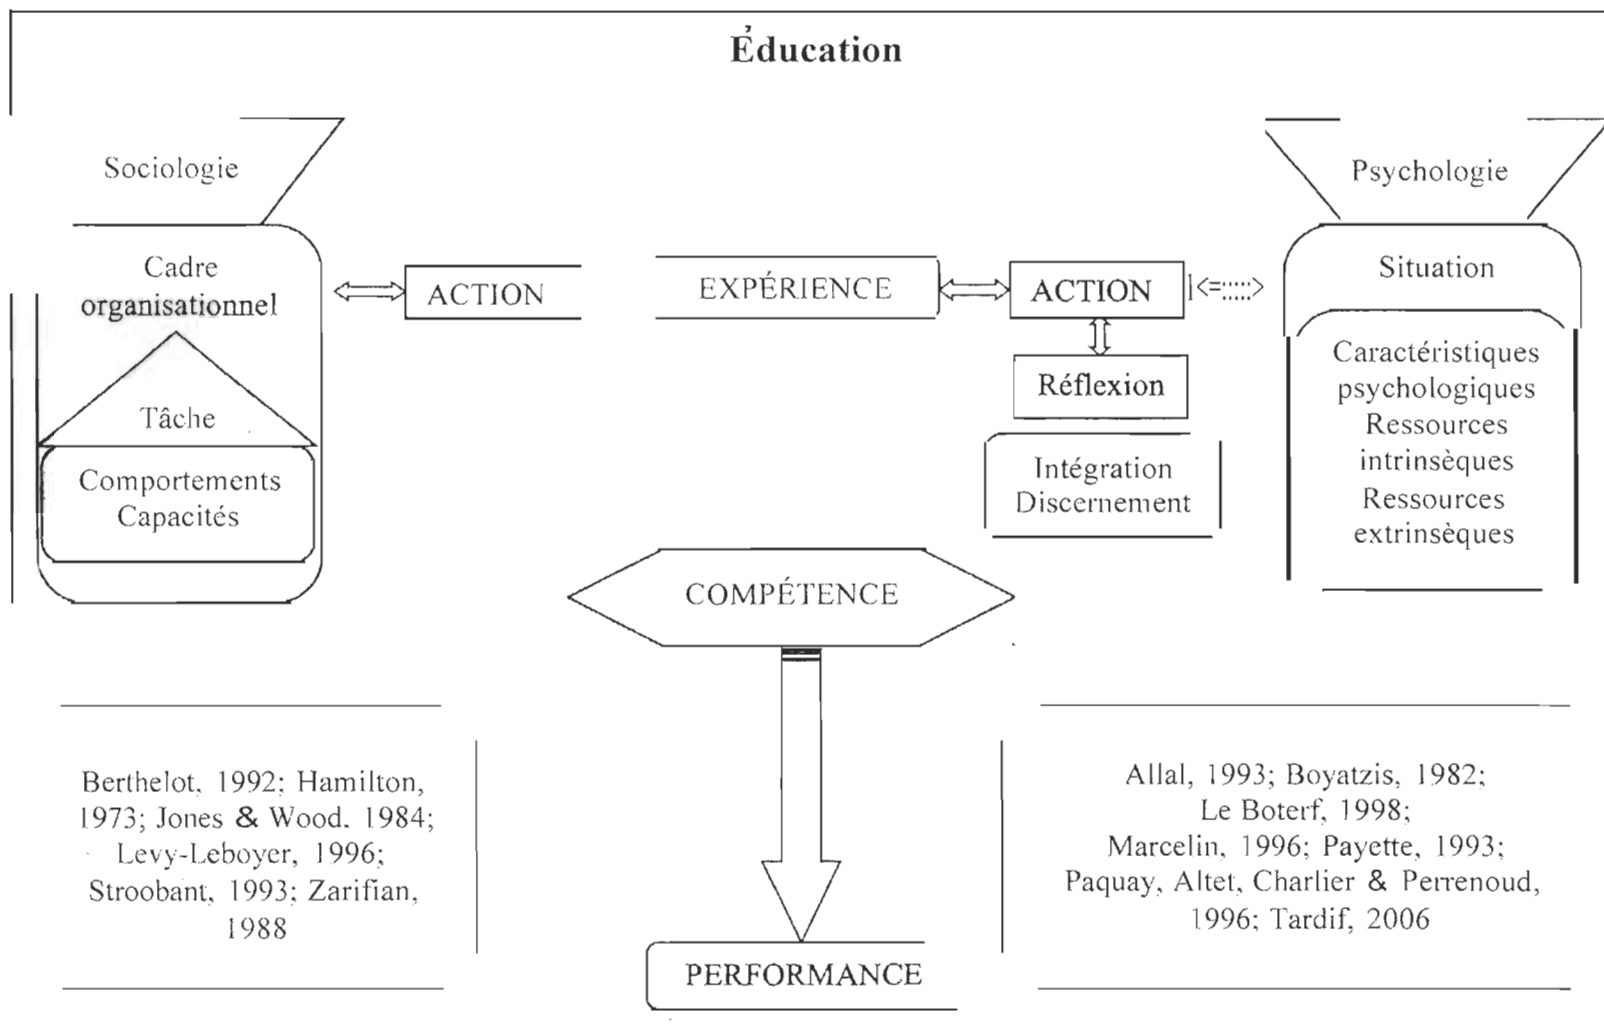 Éducation
Sociologie
Psychologie
Cadre
organisationnel
Tâche
Comportements
Capacités
ACTION
EXPÉRIENCE
ACTION
Réflexion
Intégration
Discernement
Situation
Caractéristiques
psychologiques
Ressources
intrinsèques
Ressources
extrinsèques
COMPÉTENCE
Berthelot, 1992; Hamilton,
1973; Jones & Wood. 1984;
Levy-Leboyer, 1996;
Stroobant, 1993; Zarifian,
1988
Allal, 1993; Boyatzis, 1982;
Le Boterf, 1998;
Marcelin, 1996; Payette, 1993;
Paquay, Altet, Charlier & Perrenoud,
1996; Tardif, 2006
PERFORMANCE